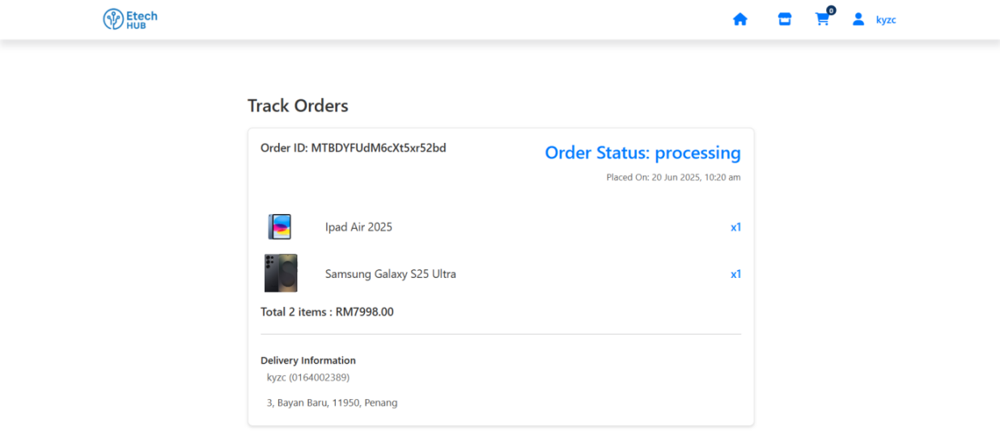 Etech
HUB
0
kyzc
Track Orders
Order ID: MTBDYFUdM6cXt5xr52bd
Order Status: processing
Placed On: 20 Jun 2025, 10:20 am
Ipad Air 2025
x1
Samsung Galaxy S25 Ultra
x1
Total 2 items : RM7998.00
Delivery Information
kyzc (0164002389)
3, Bayan Baru, 11950, Penang